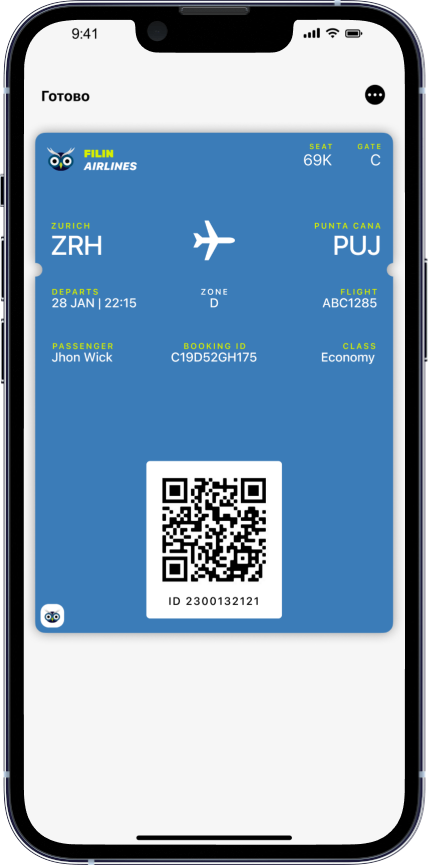 9:41
Готово
FILIN
AIRLINES
SEAT GATE
69K C
ZURICH PUNTA CANA
ZRH PUJ
DEPARTS ZONE FLIGHT
28 JAN | 22:15 D ABC1285
PASSENGER BOOKING ID CLASS
Jhon Wick C19D52GH175 Economy
ID 2300132121